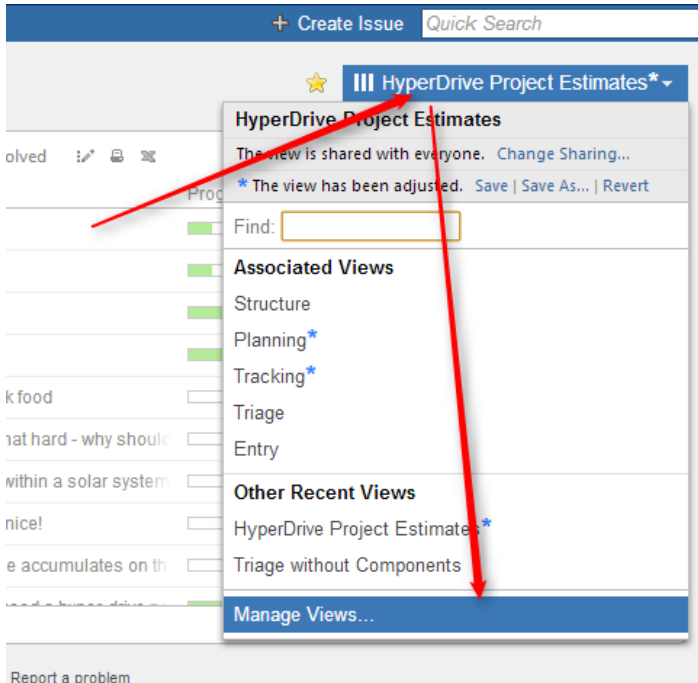 + Create Issue Quick Search
HyperDrive Project Estimates*
HyperDrive Project Estimates
olved
The view is shared with everyone. Change Sharing...
* The view has been adjusted. Save | Save As... | Revert
Prog
Find:
Associated Views
Structure
Planning*
Tracking*
Triage
k food
Entry
hat hard - why should
within a solar system
Other Recent Views
nice!
HyperDrive Project Estimates*
e accumulates on th
Triage without Components
Manage Views...
Report a problem